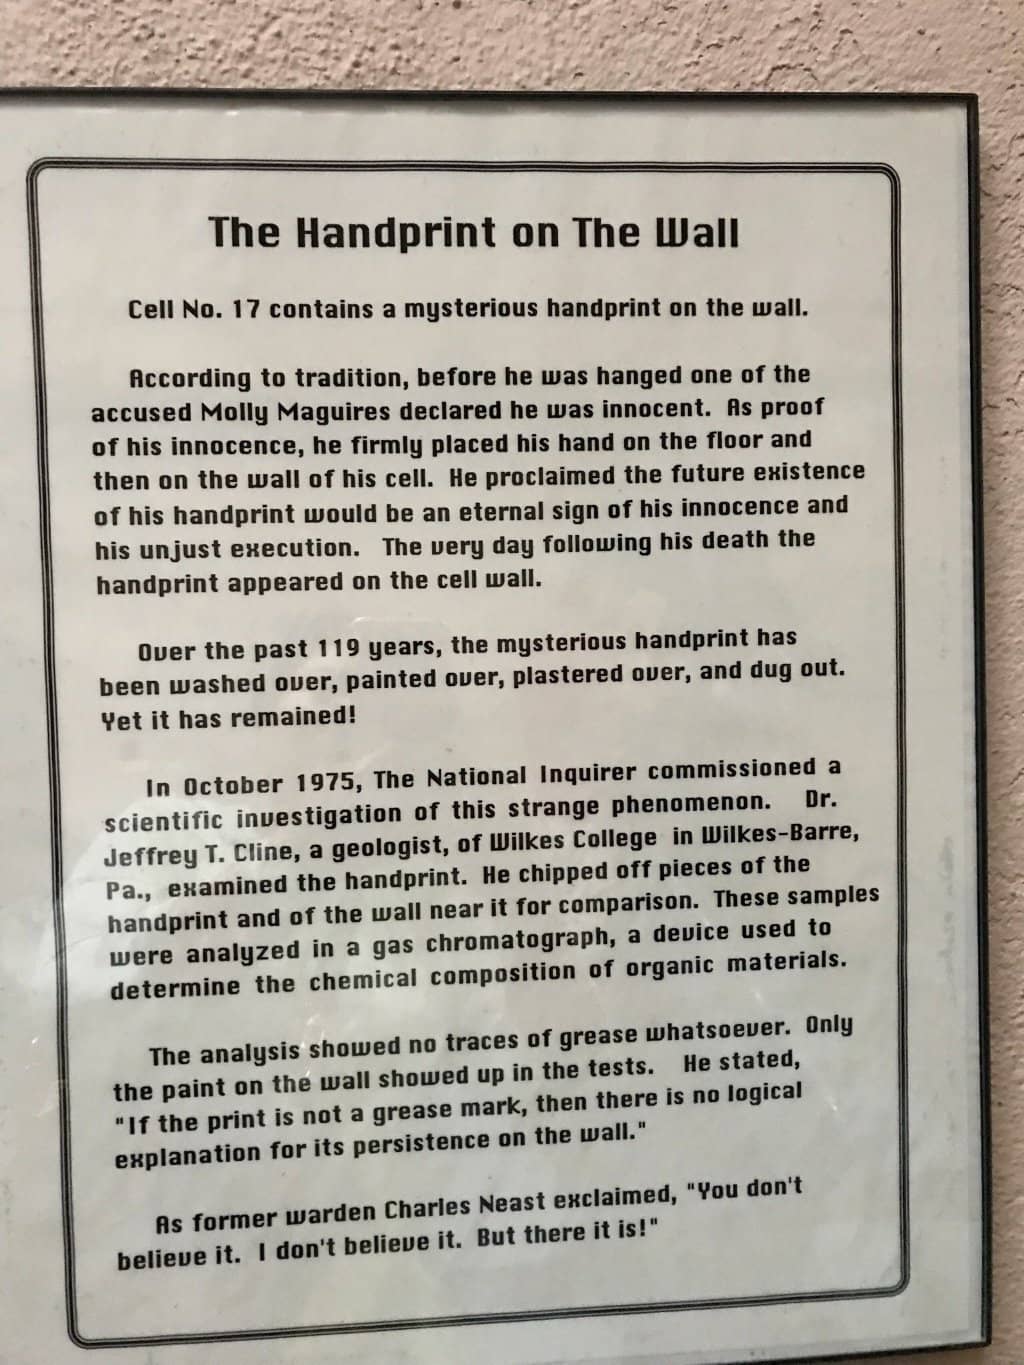 The Handprint on The Wall
Cell No. 17 contains a mysterious handprint on the wall.
According to tradition, before he was hanged one of the
accused Molly Maguires declared he was innocent. As proof
of his innocence, he firmly placed his hand on the floor and
then on the wall of his cell. He proclaimed the future existence
of his handprint would be an eternal sign of his innocence and
his unjust execution. The very day following his death the
handprint appeared on the cell wall.
Over the past 119 years, the mysterious handprint has
been washed over, painted over, plastered over, and dug out.
Yet it has remained!
In October 1975, The National Inquirer commissioned a
scientific investigation of this strange phenomenon. Dr.
Jeffrey T. Cline, a geologist, of Wilkes College in Wilkes-Barre,
Pa., examined the handprint. He chipped off pieces of the
handprint and of the wall near it for comparison. These samples
were analyzed in a gas chromatograph, a device used to
determine the chemical composition of organic materials.
The analysis showed no traces of grease whatsoever. Only
the paint on the wall showed up in the tests. He stated,
"If the print is not a grease mark, then there is no logical
explanation for its persistence on the wall."
As former warden Charles Neast exclaimed, "You don't
believe it. I don't believe it. But there it is!"